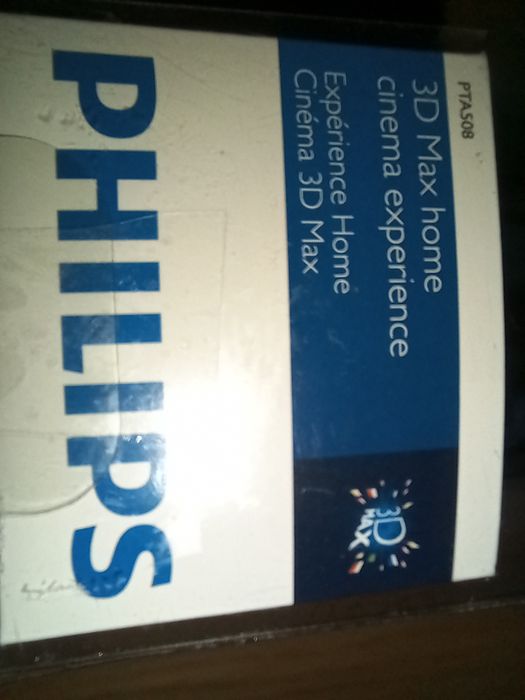 PTA508
3D Max home
cinema experience
Expérience Home
Cinéma 3D Max
3D
MAX
PHILIPS